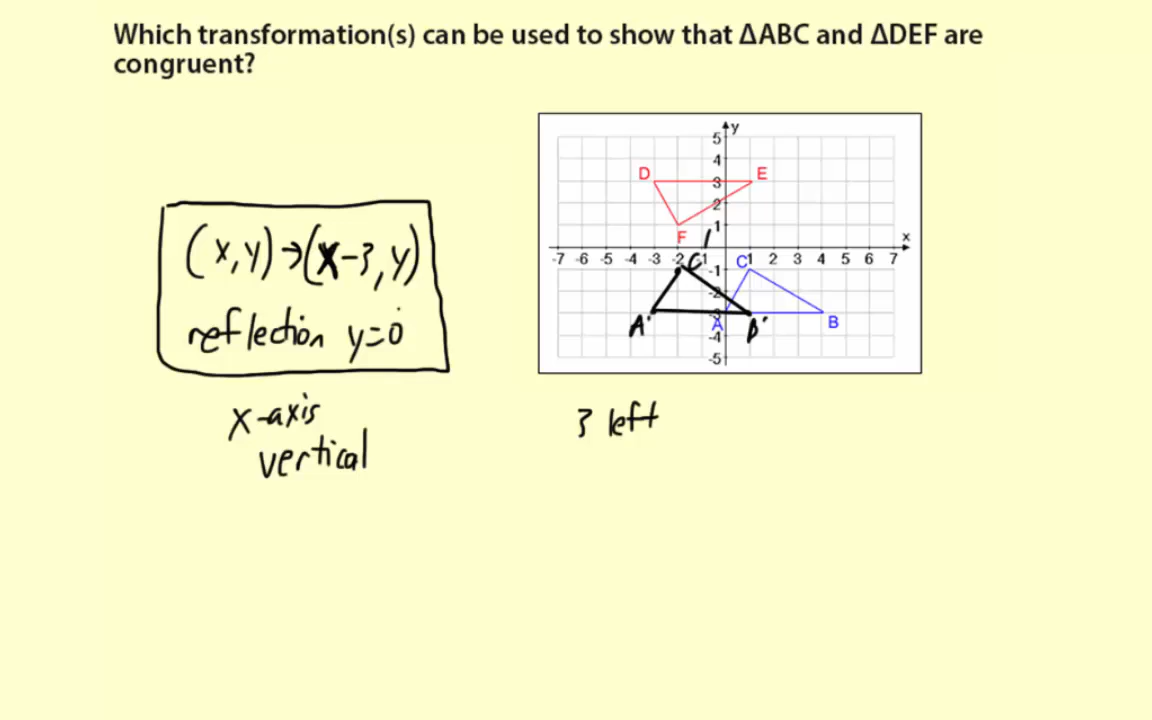 Which transformation(s) can be used to show that ΔABC and ΔDEF are
congruent?
y
5
4
D E
3
2
1
F
x
-7 -6 -5 -4 -3 -2 -1 1 2 3 4 5 6 7
C' C
-1
-2
-3
A' A B' B
-4
-5
(x,y)→(x-3,y)
reflection y=0
x-axis
vertical
3 left